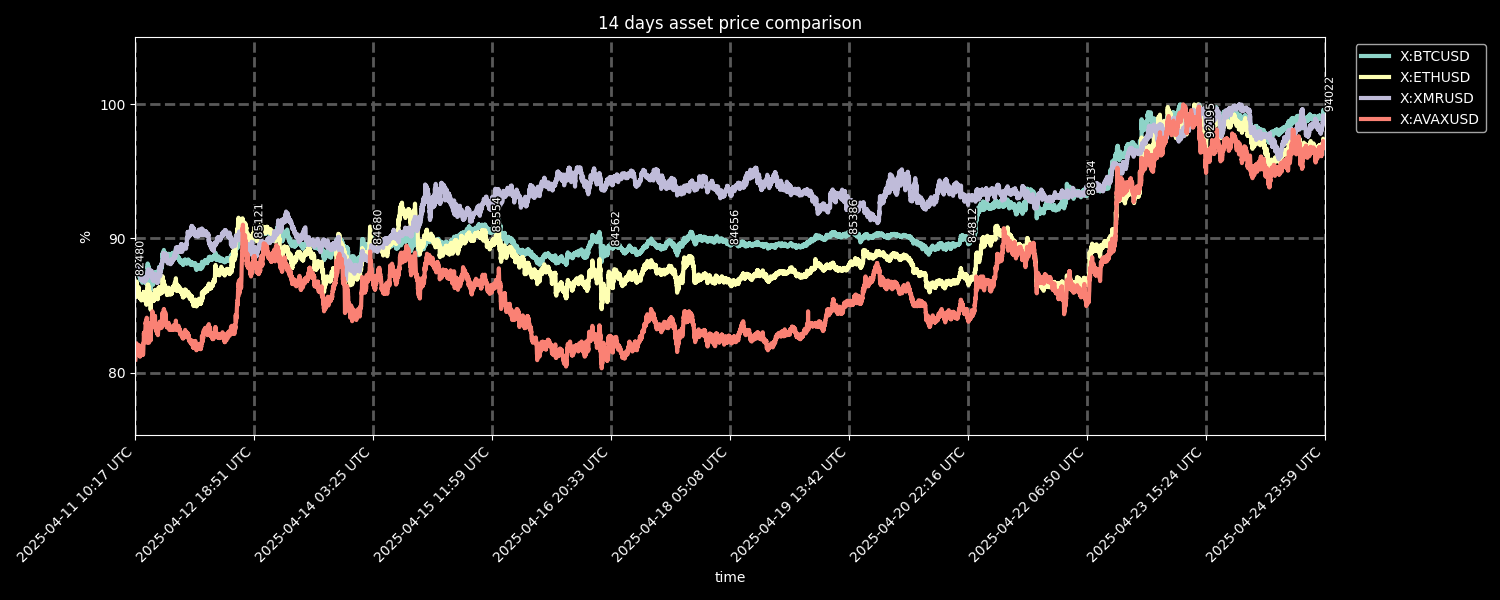 14 days asset price comparison
X:BTCUSD
X:ETHUSD
X:XMRUSD
X:AVAXUSD
%
100
90
80
82480
85121
84680
85554
84562
84656
85386
84812
88134
92195
94022
2025-04-11 10:17 UTC
2025-04-12 18:51 UTC
2025-04-14 03:25 UTC
2025-04-15 11:59 UTC
2025-04-16 20:33 UTC
2025-04-18 05:08 UTC
2025-04-19 13:42 UTC
2025-04-20 22:16 UTC
2025-04-22 06:50 UTC
2025-04-23 15:24 UTC
2025-04-24 23:59 UTC
time